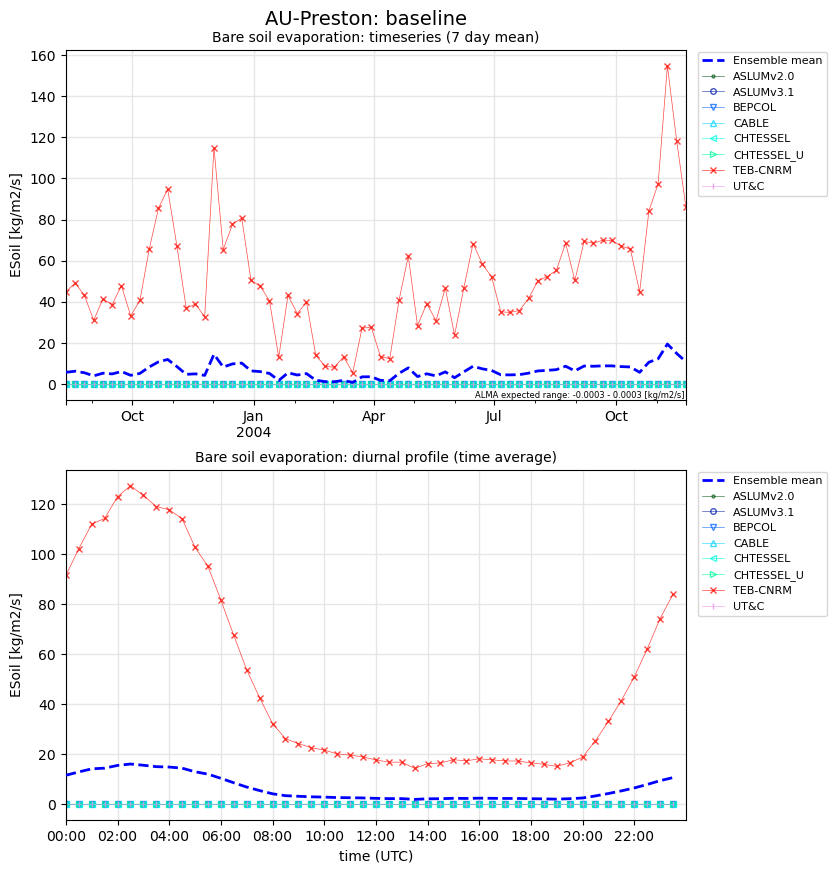 AU-Preston: baseline
Bare soil evaporation: timeseries (7 day mean)
ESoil [kg/m2/s]
160
140
120
100
80
60
40
20
0
Oct
Jan
2004
Apr
Jul
Oct
ALMA expected range: -0.0003 - 0.0003 [kg/m2/s]
Ensemble mean
ASLUMv2.0
ASLUMv3.1
BEPCOL
CABLE
CHTESSEL
CHTESSEL_U
TEB-CNRM
UT&C
Bare soil evaporation: diurnal profile (time average)
ESoil [kg/m2/s]
120
100
80
60
40
20
0
00:00
02:00
04:00
06:00
08:00
10:00
12:00
14:00
16:00
18:00
20:00
22:00
time (UTC)
Ensemble mean
ASLUMv2.0
ASLUMv3.1
BEPCOL
CABLE
CHTESSEL
CHTESSEL_U
TEB-CNRM
UT&C